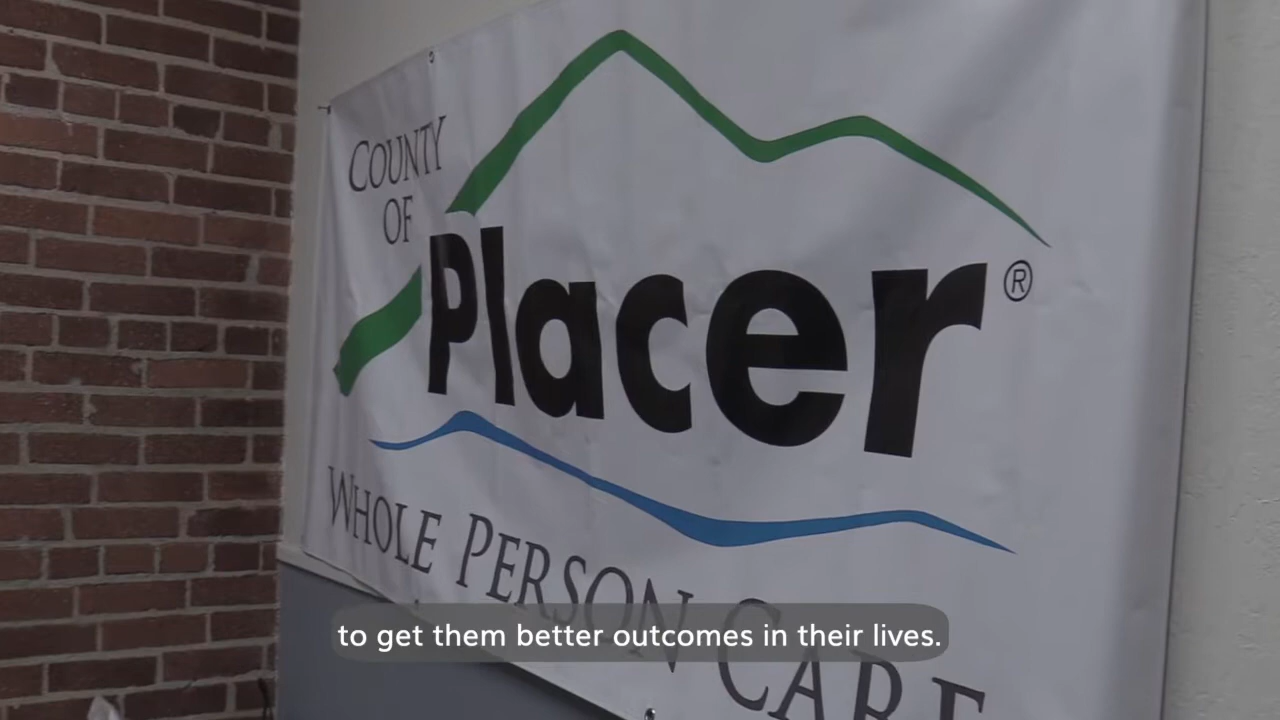 COUNTY
OF
Placer®
WHOLE PERSON CARE
to get them better outcomes in their lives.